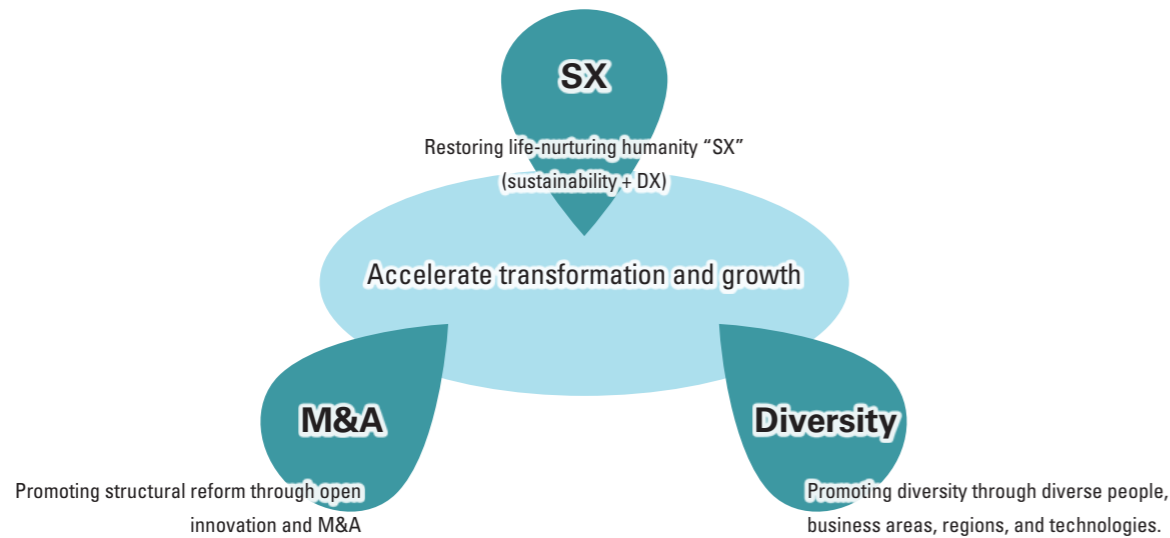 SX
Restoring life-nurturing humanity “SX”
(sustainability + DX)
Accelerate transformation and growth
M&A
Promoting structural reform through open
innovation and M&A
Diversity
Promoting diversity through diverse people,
business areas, regions, and technologies.